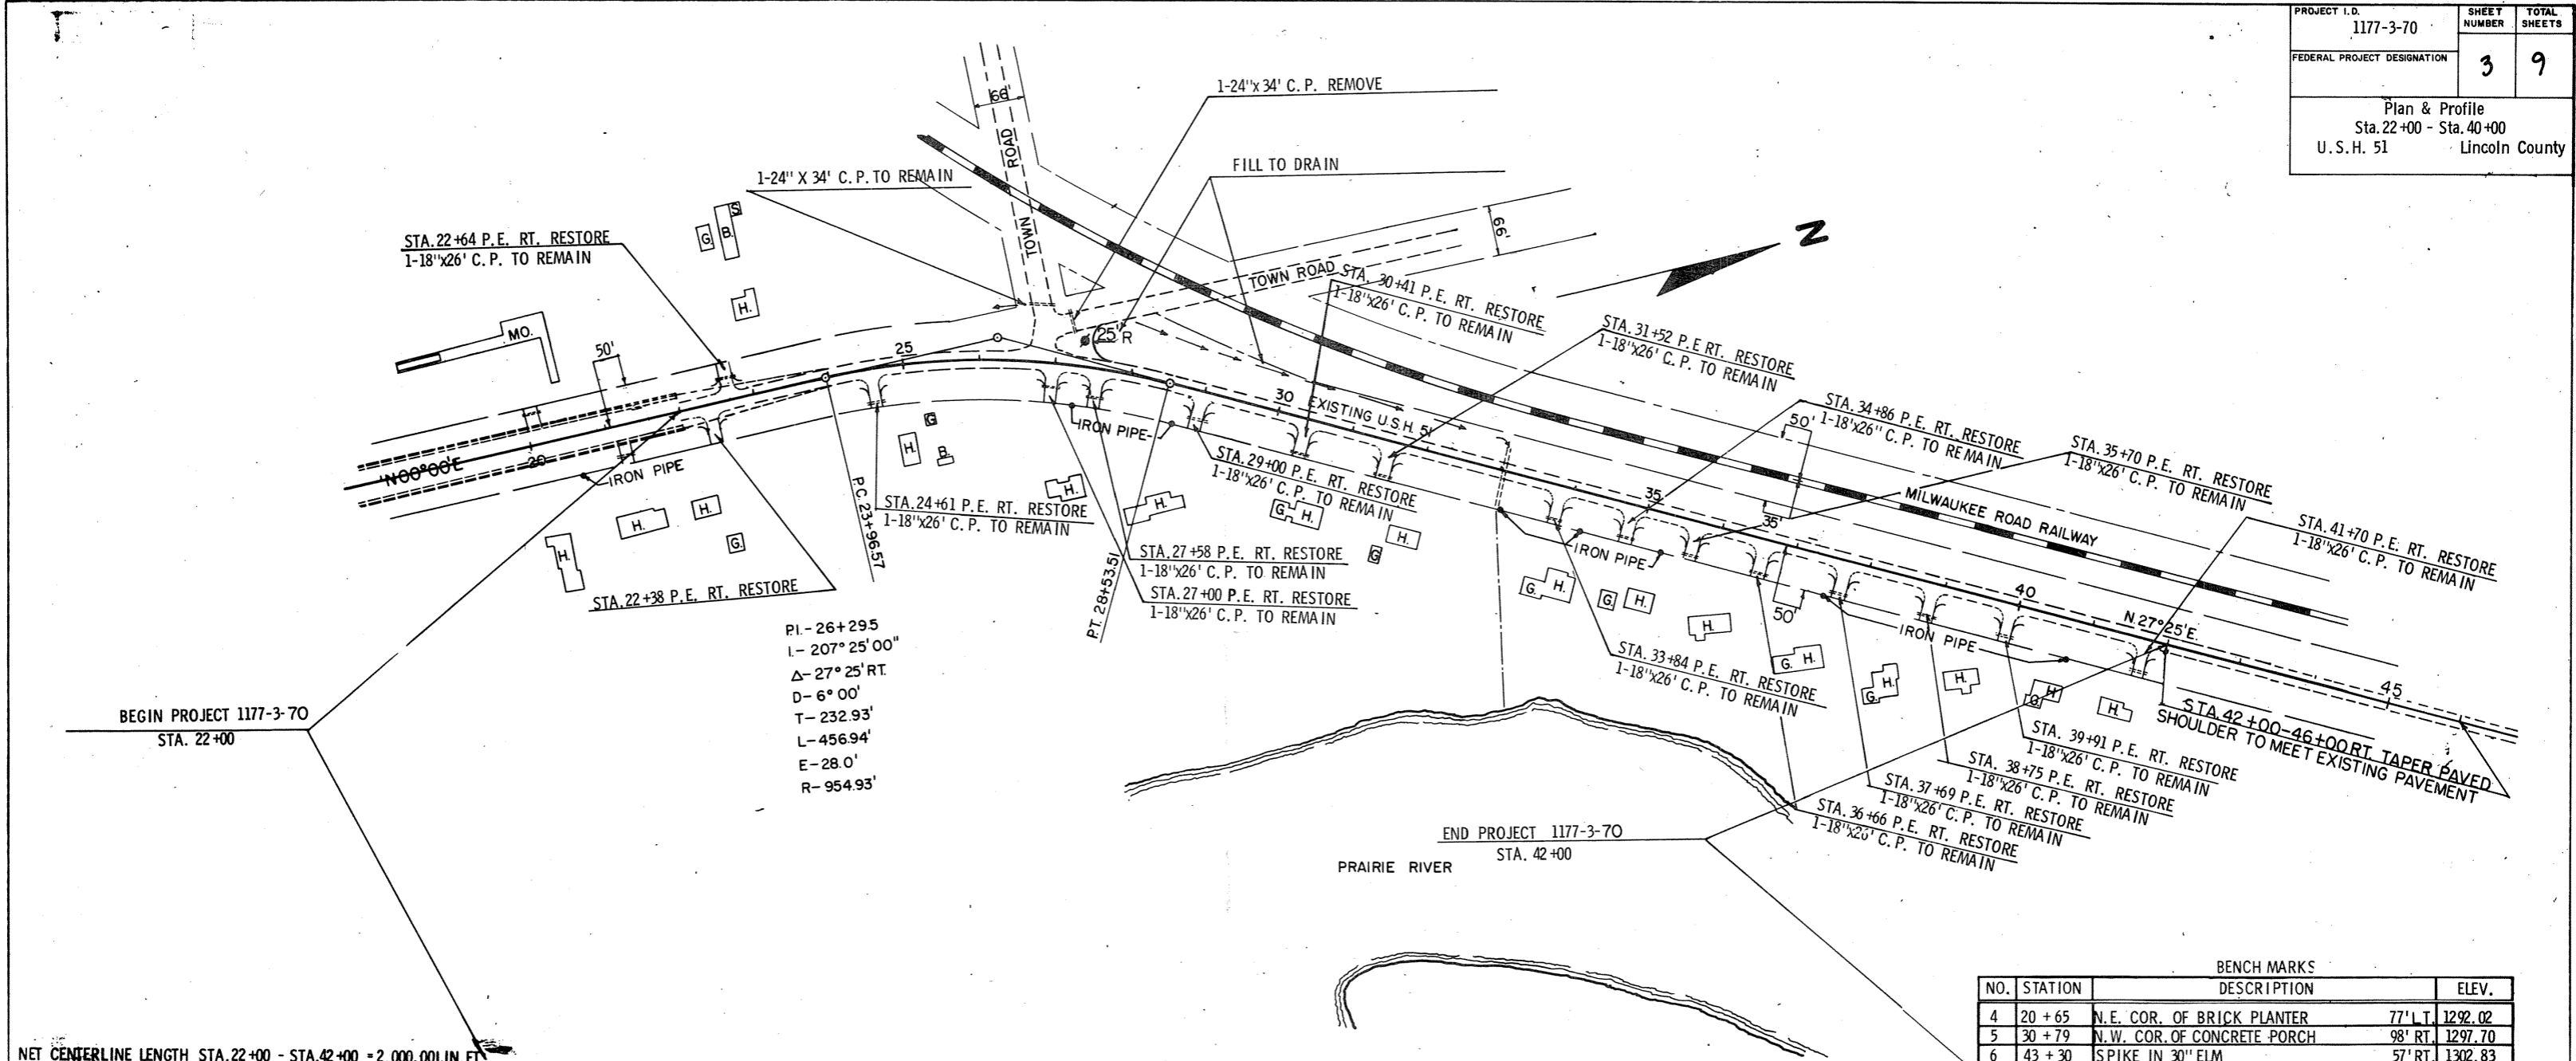 PROJECT I.D.
1177-3-70
SHEET NUMBER
TOTAL SHEETS
FEDERAL PROJECT DESIGNATION
3
9
Plan & Profile
Sta. 22+00 - Sta. 40+00
U.S.H. 51 Lincoln County
66'
TOWN ROAD
1-24"x 34' C.P. REMOVE
1-24" X 34' C.P. TO REMAIN
FILL TO DRAIN
66'
TOWN ROAD
N
STA. 22+64 P.E. RT. RESTORE
1-18"x26' C.P. TO REMAIN
G.
B.
S
H.
MO.
50'
25
25' R
STA. 30+41 P.E. RT. RESTORE
1-18"x26' C.P. TO REMAIN
STA. 31+52 P.E RT. RESTORE
1-18"x26' C.P. TO REMAIN
STA. 34+86 P.E. RT. RESTORE
1-18"x26" C.P. TO REMAIN
STA. 35+70 P.E. RT. RESTORE
1-18"x26' C.P. TO REMAIN
STA. 41+70 P.E. RT. RESTORE
1-18"x26' C.P. TO REMAIN
30
EXISTING U.S.H. 51
50'
35
35'
MILWAUKEE ROAD RAILWAY
N 00°00'E
20
IRON PIPE
IRON PIPE
IRON PIPE
IRON PIPE
50'
40
N. 27°25'E.
45
H.
H.
H.
G.
H.
G
B.
H.
H.
G.
H.
G
H.
G.
H.
G.
H.
H.
G.
H.
G.
H.
H.
G.
H
H.
P.C. 23+96.57
P.T. 28+53.51
STA. 24+61 P.E. RT. RESTORE
1-18"x26' C.P. TO REMAIN
STA. 29+00 P.E. RT. RESTORE
1-18"x26' C.P. TO REMAIN
STA. 27+58 P.E. RT. RESTORE
1-18"x26' C.P. TO REMAIN
STA. 27+00 P.E. RT. RESTORE
1-18"x26' C.P. TO REMAIN
STA. 22+38 P.E. RT. RESTORE
STA. 33+84 P.E. RT. RESTORE
1-18"x26' C.P. TO REMAIN
STA. 42+00-46+00 RT. TAPER PAVED
SHOULDER TO MEET EXISTING PAVEMENT
STA. 39+91 P.E. RT. RESTORE
1-18"x26' C.P. TO REMAIN
STA. 38+75 P.E. RT. RESTORE
1-18"x26' C.P. TO REMAIN
STA. 37+69 P.E. RT. RESTORE
1-18"x26' C.P. TO REMAIN
STA. 36+66 P.E. RT. RESTORE
1-18"x26' C.P. TO REMAIN
P.I.- 26+29.5
I.- 207° 25' 00"
Δ- 27° 25' RT.
D- 6° 00'
T- 232.93'
L- 456.94'
E- 28.0'
R- 954.93'
BEGIN PROJECT 1177-3-70
STA. 22+00
END PROJECT 1177-3-70
STA. 42+00
PRAIRIE RIVER
BENCH MARKS
NO. STATION DESCRIPTION ELEV.
4 20+65 N.E. COR. OF BRICK PLANTER 77' LT. 1292.02
5 30+79 N.W. COR. OF CONCRETE PORCH 98' RT. 1297.70
6 43+30 SPIKE IN 30" ELM 57' RT. 1302.83
NET CENTERLINE LENGTH STA. 22+00 - STA. 42+00 = 2,000.00 LIN. FT.